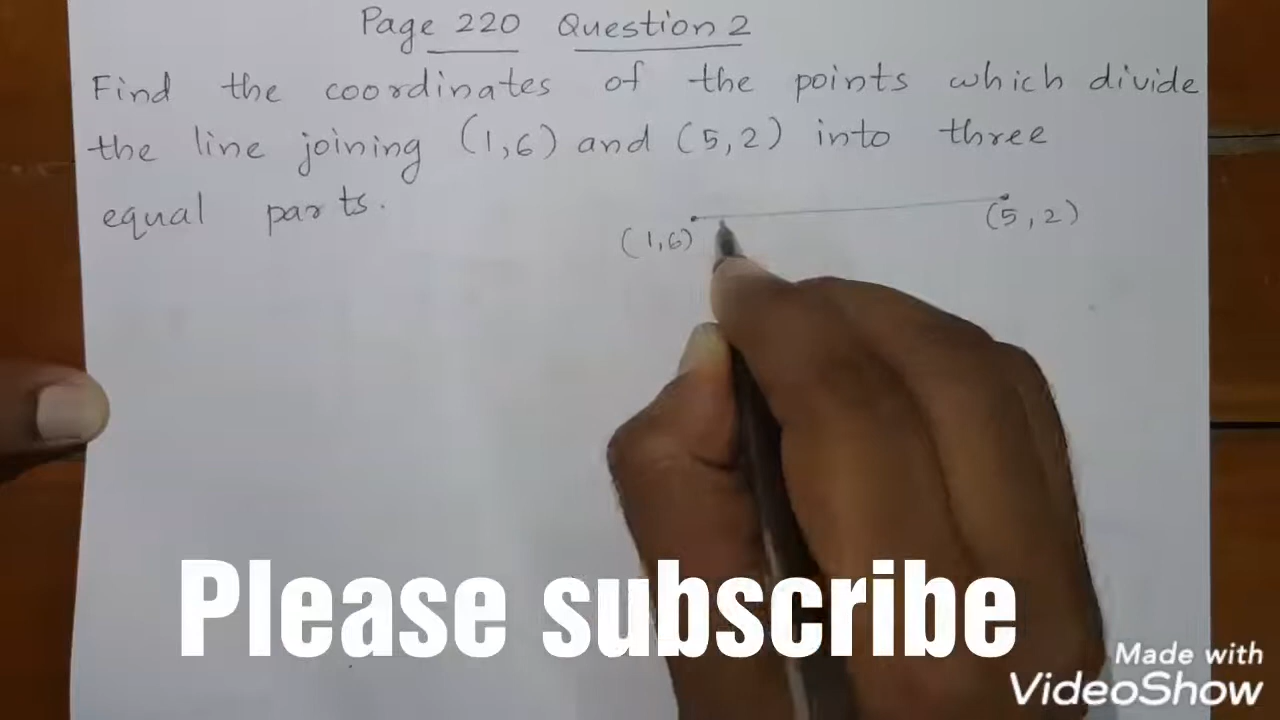 Page 220 Question 2
Find the coordinates of the points which divide
the line joining (1,6) and (5,2) into three
equal parts.
(1,6)
(5,2)
Please subscribe
Made with
VideoShow